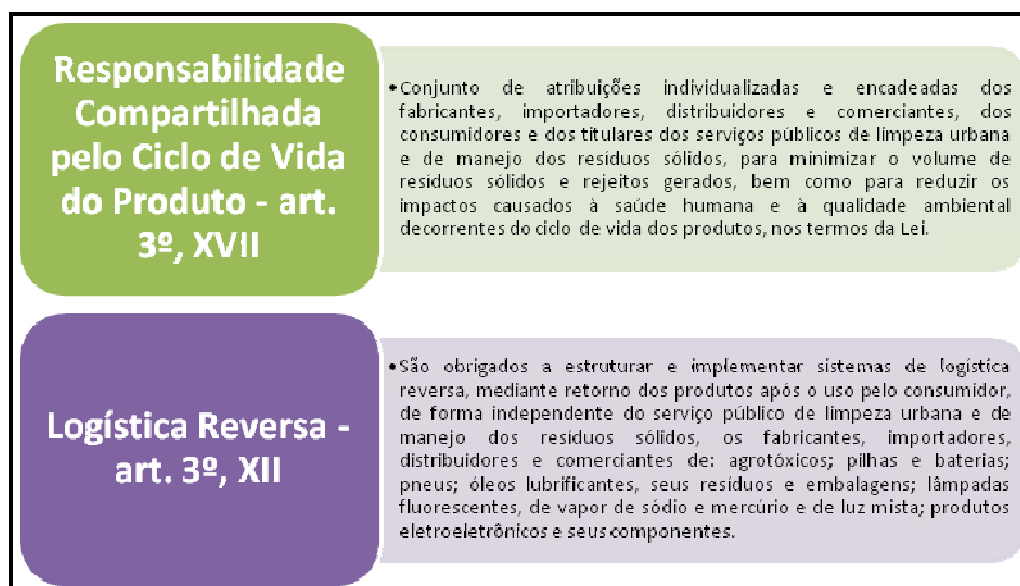 Responsabilidade
Compartilhada
pelo Ciclo de Vida
do Produto - art.
3º, XVII
•Conjunto de atribuições individualizadas e encadeadas dos
fabricantes, importadores, distribuidores e comerciantes, dos
consumidores e dos titulares dos serviços públicos de limpeza urbana
e de manejo dos resíduos sólidos, para minimizar o volume de
resíduos sólidos e rejeitos gerados, bem como para reduzir os
impactos causados à saúde humana e à qualidade ambiental
decorrentes do ciclo de vida dos produtos, nos termos da Lei.
Logística Reversa -
art. 3º, XII
•São obrigados a estruturar e implementar sistemas de logística
reversa, mediante retorno dos produtos após o uso pelo consumidor,
de forma independente do serviço público de limpeza urbana e de
manejo dos resíduos sólidos, os fabricantes, importadores,
distribuidores e comerciantes de: agrotóxicos; pilhas e baterias;
pneus; óleos lubrificantes, seus resíduos e embalagens; lâmpadas
fluorescentes, de vapor de sódio e mercúrio e de luz mista; produtos
eletroeletrônicos e seus componentes.